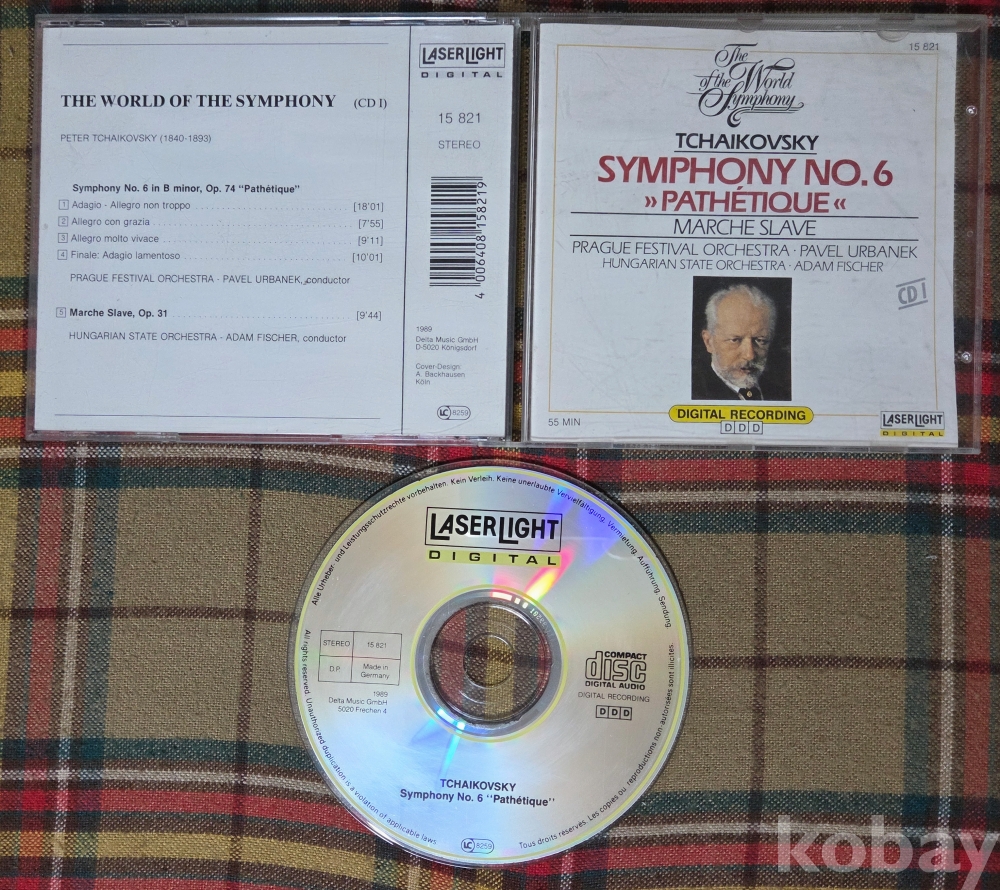 THE WORLD OF THE SYMPHONY (CD I)
PETER TCHAIKOVSKY (1840-1893)
Symphony No. 6 in B minor, Op. 74 "Pathétique"
1 Adagio - Allegro non troppo [18'01]
2 Allegro con grazia [7'55]
3 Allegro molto vivace [9'11]
4 Finale: Adagio lamentoso [10'01]
PRAGUE FESTIVAL ORCHESTRA - PAVEL URBANEK, conductor
5 Marche Slave, Op. 31 [9'44]
HUNGARIAN STATE ORCHESTRA - ADAM FISCHER, conductor
LASERLIGHT
DIGITAL
15 821
STEREO
4 006408 158219
1989
Delta Music GmbH
D-5020 Königsdorf
Cover-Design:
A. Backhausen
Köln
LC 8259
15 821
The
of the World
Symphony
TCHAIKOVSKY
SYMPHONY NO. 6
»PATHÉTIQUE«
MARCHE SLAVE
PRAGUE FESTIVAL ORCHESTRA · PAVEL URBANEK
HUNGARIAN STATE ORCHESTRA · ADAM FISCHER
CD I
DIGITAL RECORDING
DDD
55 MIN
LASERLIGHT
DIGITAL
Alle Urheber- und Leistungsschutzrechte vorbehalten. Kein Verleih. Keine unerlaubte Vervielfältigung, Vermietung, Aufführung, Sendung
LASERLIGHT
DIGITAL
STEREO 15 821
D.P. Made in Germany
1989
Delta Music GmbH
5020 Frechen 4
COMPACT
disc
DIGITAL AUDIO
DIGITAL RECORDING
DDD
TCHAIKOVSKY
Symphony No. 6 "Pathétique"
LC 8259
All rights reserved. Unauthorized duplication is a violation of applicable laws
Tous droits reservés. Les copies ou reproductions non-autorisées sont illicites
kobay